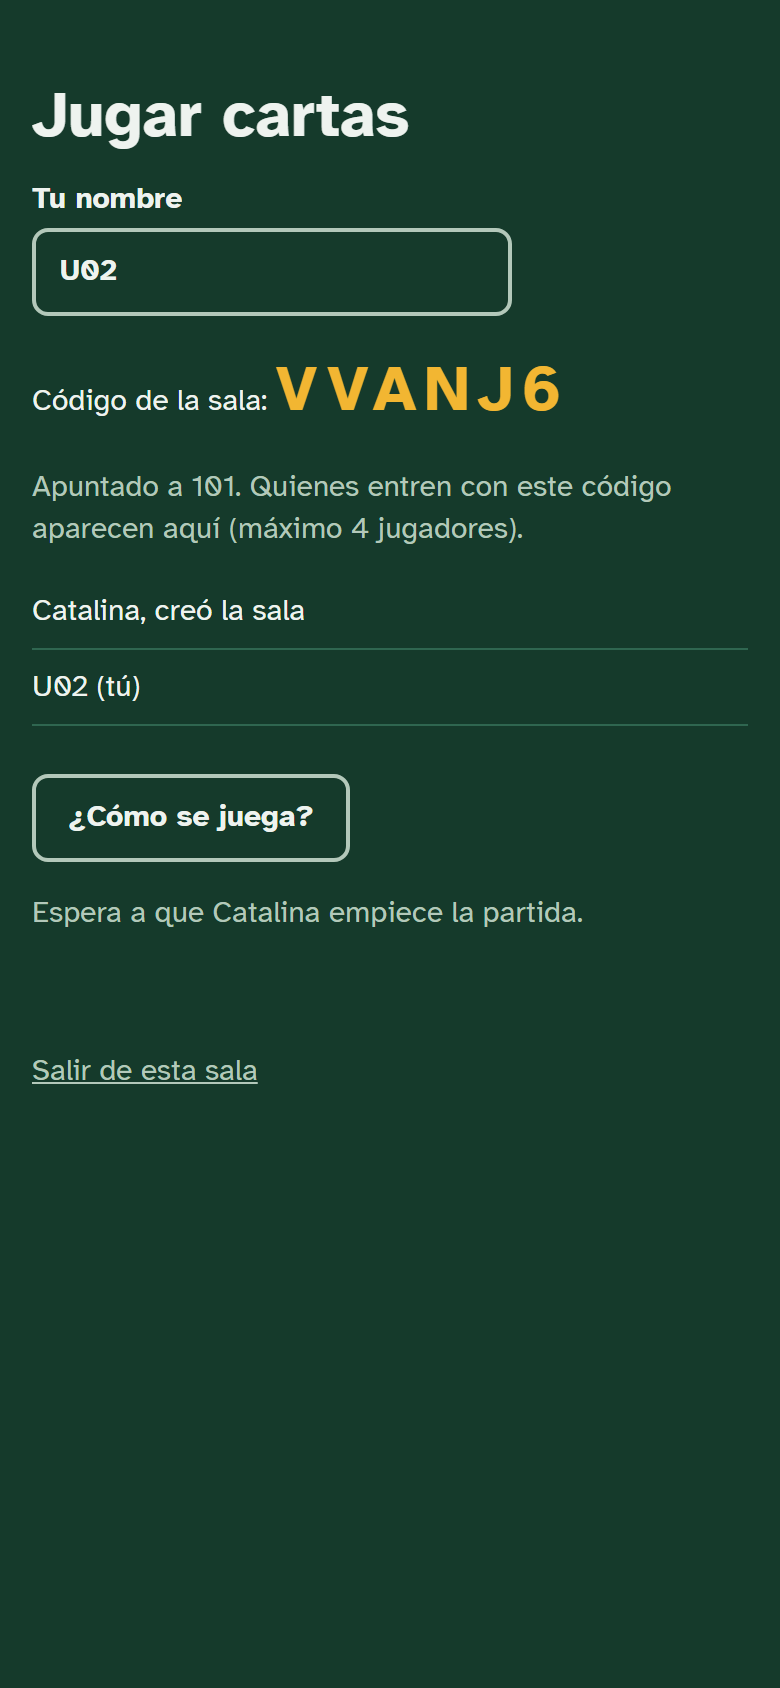 Jugar cartas
Tu nombre
U02
Código de la sala: VVANJ6
Apuntado a 101. Quienes entren con este código
aparecen aquí (máximo 4 jugadores).
Catalina, creó la sala
U02 (tú)
¿Cómo se juega?
Espera a que Catalina empiece la partida.
Salir de esta sala